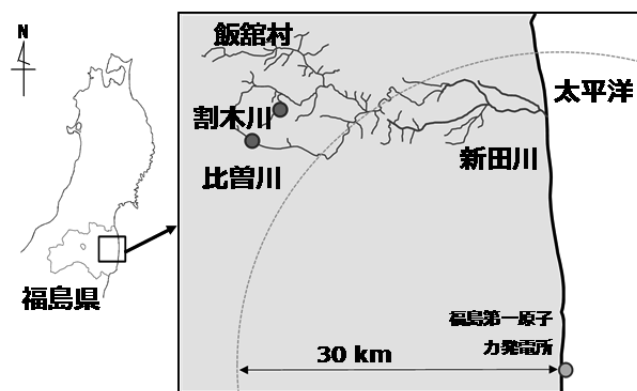 N
飯舘村
太平洋
割木川
新田川
比曽川
福島県
福島第一原子
力発電所
30 km